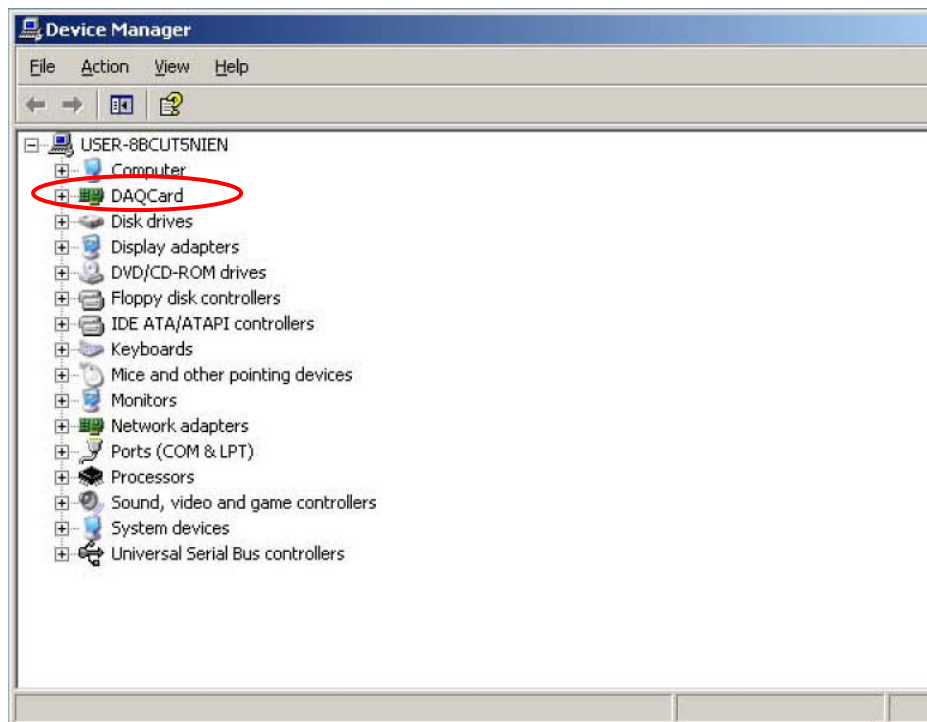 Device Manager
File Action View Help
USER-8BCUT5NIEN
Computer
DAQCard
Disk drives
Display adapters
DVD/CD-ROM drives
Floppy disk controllers
IDE ATA/ATAPI controllers
Keyboards
Mice and other pointing devices
Monitors
Network adapters
Ports (COM & LPT)
Processors
Sound, video and game controllers
System devices
Universal Serial Bus controllers